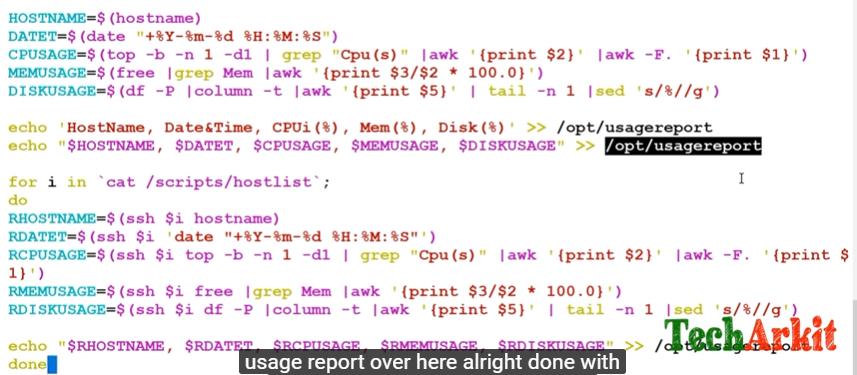 HOSTNAME=$(hostname)
DATET=$(date "+%Y-%m-%d %H:%M:%S")
CPUSAGE=$(top -b -n 1 -d1 | grep "Cpu(s)" |awk '{print $2}' |awk -F. '{print $1}')
MEMUSAGE=$(free |grep Mem |awk '{print $3/$2 * 100.0}')
DISKUSAGE=$(df -P |column -t |awk '{print $5}' | tail -n 1 |sed 's/%//g')
echo 'HostName, Date&Time, CPUi(%), Mem(%), Disk(%)' >> /opt/usagereport
echo "$HOSTNAME, $DATET, $CPUSAGE, $MEMUSAGE, $DISKUSAGE" >> /opt/usagereport
for i in `cat /scripts/hostlist`;
do
RHOSTNAME=$(ssh $i hostname)
RDATET=$(ssh $i 'date "+%Y-%m-%d %H:%M:%S"')
RCPUSAGE=$(ssh $i top -b -n 1 -d1 | grep "Cpu(s)" |awk '{print $2}' |awk -F. '{print $
1}')
RMEMUSAGE=$(ssh $i free |grep Mem |awk '{print $3/$2 * 100.0}')
RDISKUSAGE=$(ssh $i df -P |column -t |awk '{print $5}' | tail -n 1 |sed 's/%//g')
TechArkit
echo "$RHOSTNAME, $RDATET, $RCPUSAGE, $RMEMUSAGE, $RDISKUSAGE" >> /opt/usagereport
done
usage report over here alright done with